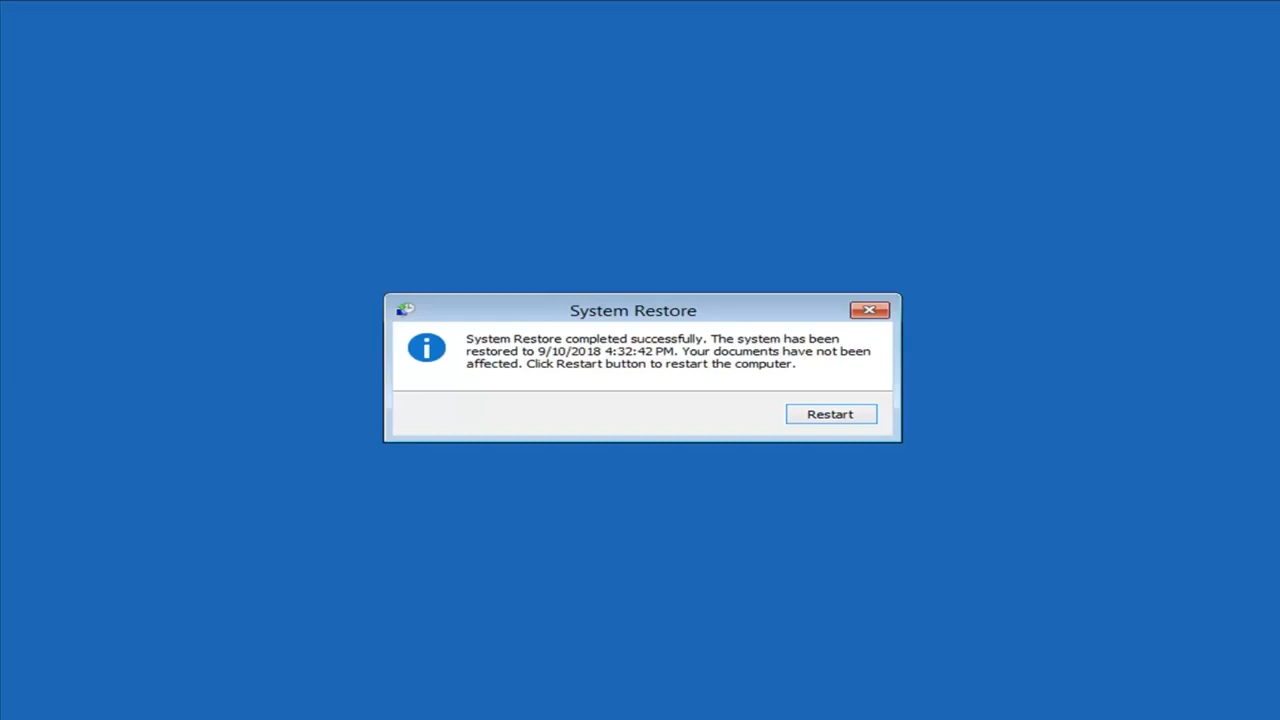 System Restore
System Restore completed successfully. The system has been
restored to 9/10/2018 4:32:42 PM. Your documents have not been
affected. Click Restart button to restart the computer.
Restart